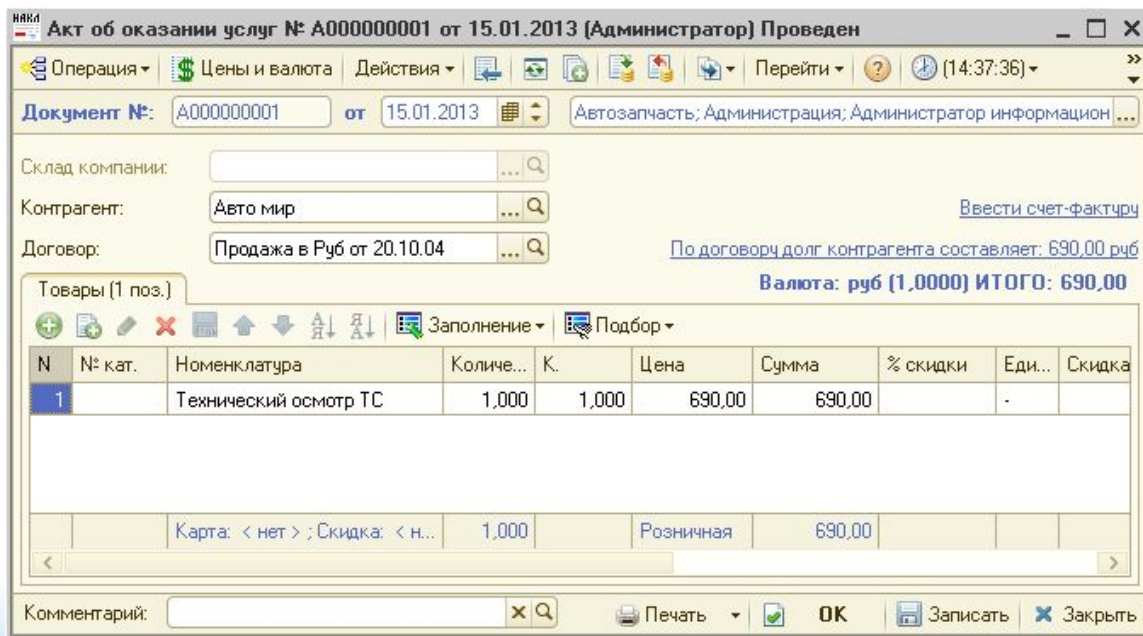 НАКЛ Акт об оказании услуг № А000000001 от 15.01.2013 (Администратор) Проведен
Операция Цены и валюта Действия Перейти (14:37:36)
Документ №: А000000001 от 15.01.2013 Автозапчасть; Администрация; Администратор информацион ...
Склад компании: ...
Контрагент: Авто мир ... Ввести счет-фактуру
Договор: Продажа в Руб от 20.10.04 ... По договору долг контрагента составляет: 690,00 руб
Товары (1 поз.) Валюта: руб (1,0000) ИТОГО: 690,00
Заполнение Подбор
N № кат. Номенклатура Количе... К. Цена Сумма % скидки Еди... Скидка
1 Технический осмотр ТС 1,000 1,000 690,00 690,00 -
Карта: < нет > ; Скидка: < н... 1,000 Розничная 690,00
Комментарий: Печать OK Записать Закрыть